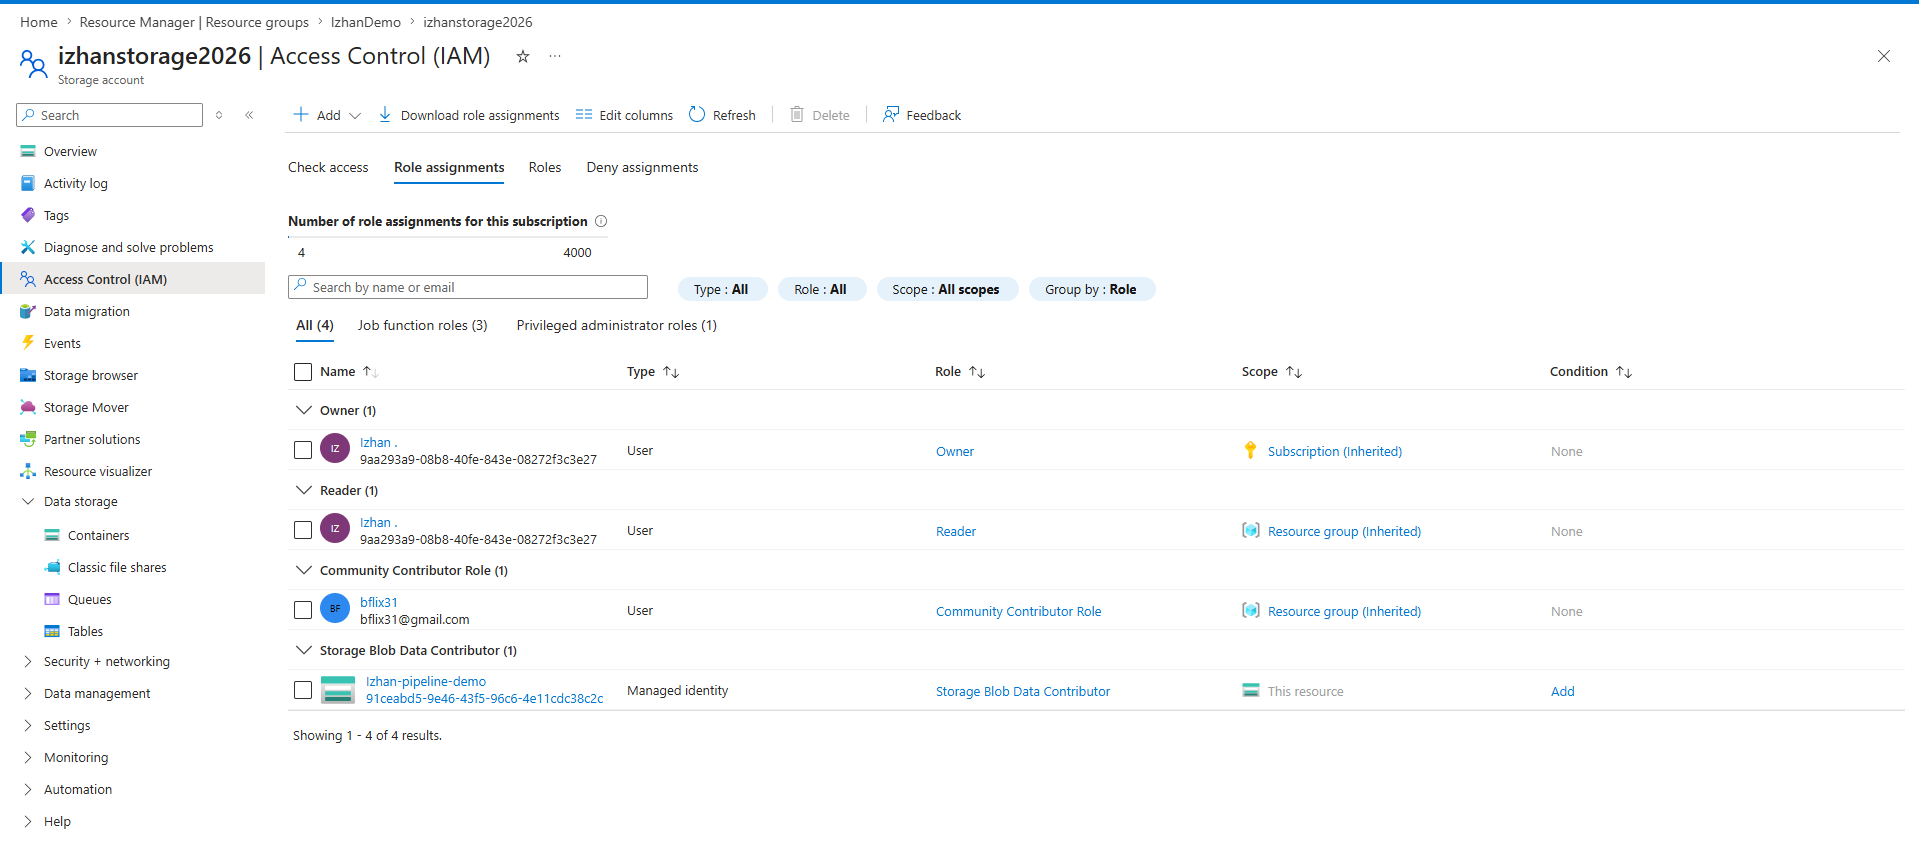 Home > Resource Manager | Resource groups > IzhanDemo > izhanstorage2026
izhanstorage2026 | Access Control (IAM)
Storage account
Search
Add
Download role assignments
Edit columns
Refresh
Delete
Feedback
Overview
Activity log
Tags
Diagnose and solve problems
Access Control (IAM)
Data migration
Events
Storage browser
Storage Mover
Partner solutions
Resource visualizer
Data storage
Containers
Classic file shares
Queues
Tables
Security + networking
Data management
Settings
Monitoring
Automation
Help
Check access Role assignments Roles Deny assignments
Number of role assignments for this subscription
4 4000
Search by name or email
Type : All Role : All Scope : All scopes Group by : Role
All (4) Job function roles (3) Privileged administrator roles (1)
Name Type Role Scope Condition
Owner (1)
IZ Izhan .
9aa293a9-08b8-40fe-843e-08272f3c3e27 User Owner Subscription (Inherited) None
Reader (1)
IZ Izhan .
9aa293a9-08b8-40fe-843e-08272f3c3e27 User Reader Resource group (Inherited) None
Community Contributor Role (1)
BF bflix31
bflix31@gmail.com User Community Contributor Role Resource group (Inherited) None
Storage Blob Data Contributor (1)
Izhan-pipeline-demo
91ceabd5-9e46-43f5-96c6-4e11cdc38c2c Managed identity Storage Blob Data Contributor This resource Add
Showing 1 - 4 of 4 results.